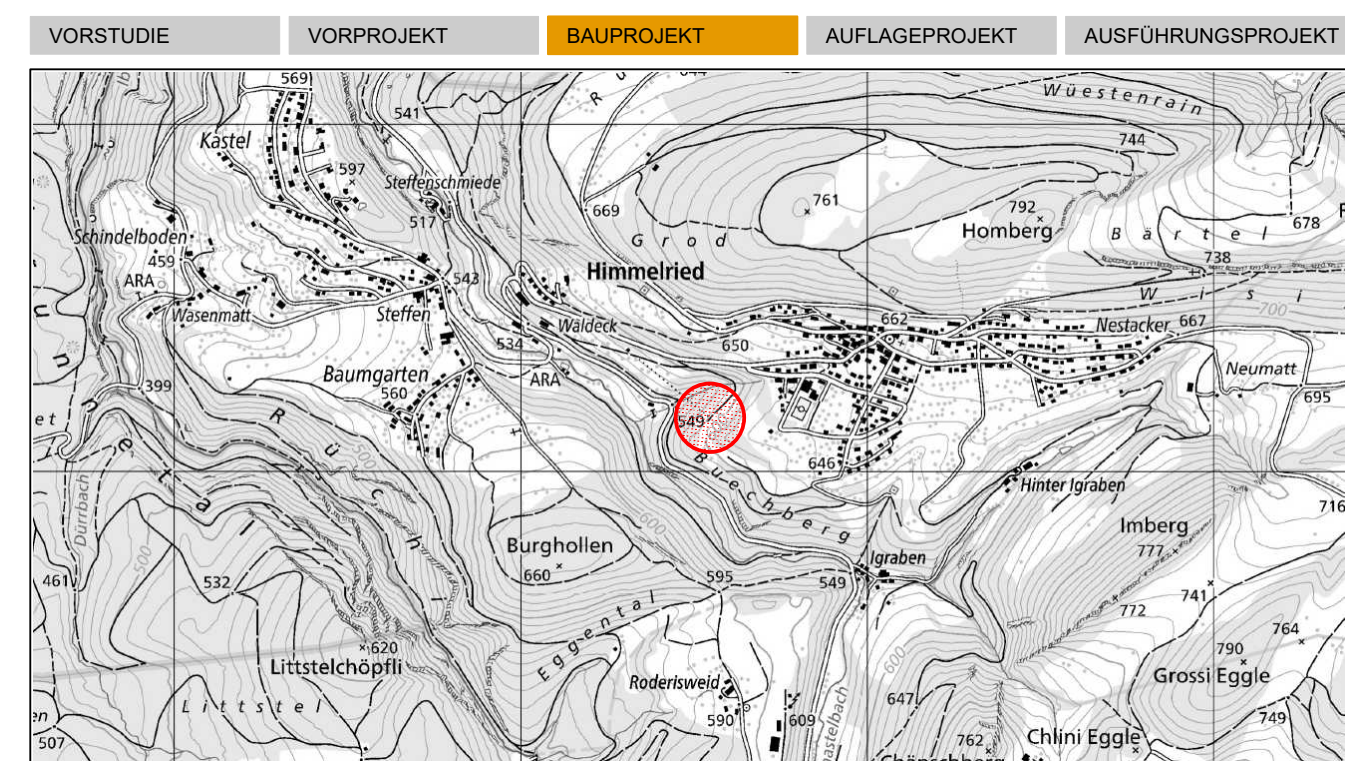 VORSTUDIE VORPROJEKT BAUPROJEKT AUFLAGEPROJEKT AUSFÜHRUNGSPROJEKT
569
541
Wüestenrain
744
Kastel
597
Steffenschmiede
517
669
761
792
Homberg
678
Grod
Bärtel
Schindelboden
459
738
ARA
543
Himmelried
Wisi
700
Wasenmatt
Steffen
Waldeck
662
Nestacker 667
534
650
Neumatt
399
Baumgarten
560
ARA
695
549
Rüschi
500
646
Buechberg
Hinter Igraben
716
Dürrbach
600
Imberg
777
Burghollen
660
500
532
461
595
549
Igraben
741
772
Eggental
620
Littstelchöpfli
764
790
Grossi Eggle
600
Roderisweid
647
Littstel
590
609
749
507
762
Chlini Eggle